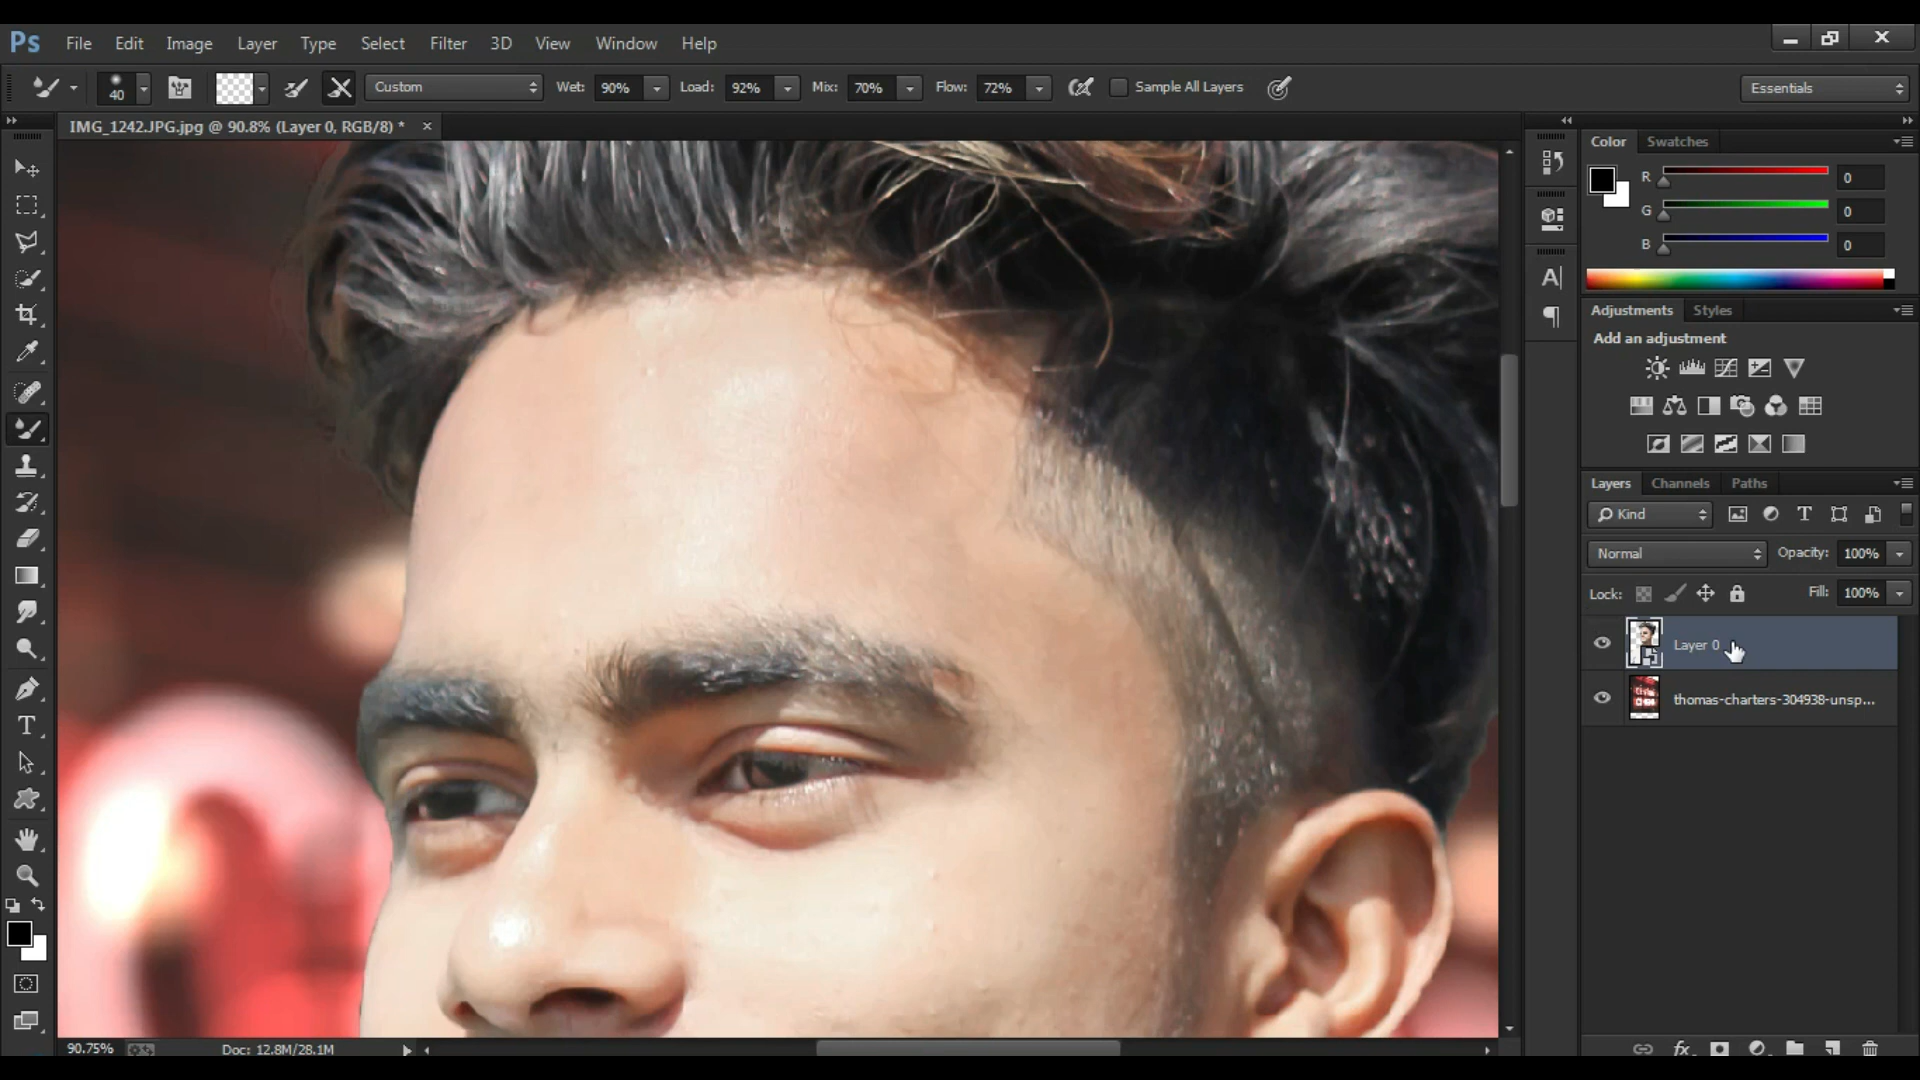 Ps File Edit Image Layer Type Select Filter 3D View Window Help
40 Custom Wet: 90% Load: 92% Mix: 70% Flow: 72% Sample All Layers Essentials
IMG_1242.JPG.jpg @ 90.8% (Layer 0, RGB/8) * ×
Color Swatches
R 0
G 0
B 0
Adjustments Styles
Add an adjustment
Layers Channels Paths
Kind
Normal Opacity: 100%
Lock: Fill: 100%
Layer 0
thomas-charters-304938-unsp...
90.75% Doc: 12.8M/28.1M